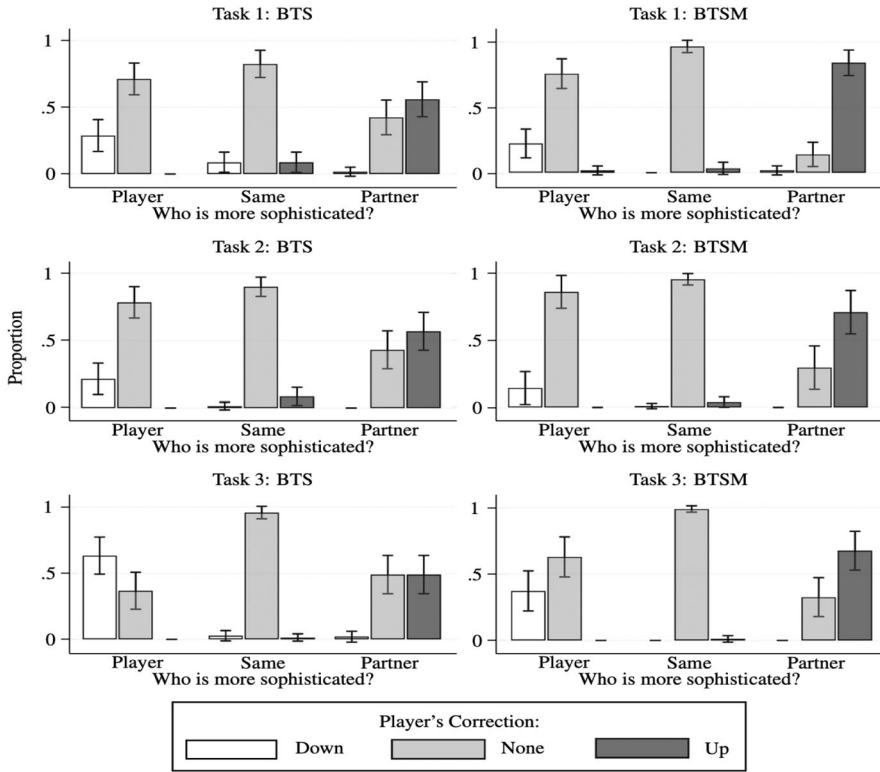 Task 1: BTS
Task 1: BTSM
1
.5
0
Player Same Partner
Who is more sophisticated?
1
.5
0
Player Same Partner
Who is more sophisticated?
Task 2: BTS
Task 2: BTSM
Proportion
1
.5
0
Player Same Partner
Who is more sophisticated?
1
.5
0
Player Same Partner
Who is more sophisticated?
Task 3: BTS
Task 3: BTSM
1
.5
0
Player Same Partner
Who is more sophisticated?
1
.5
0
Player Same Partner
Who is more sophisticated?
Player's Correction:
Down None Up